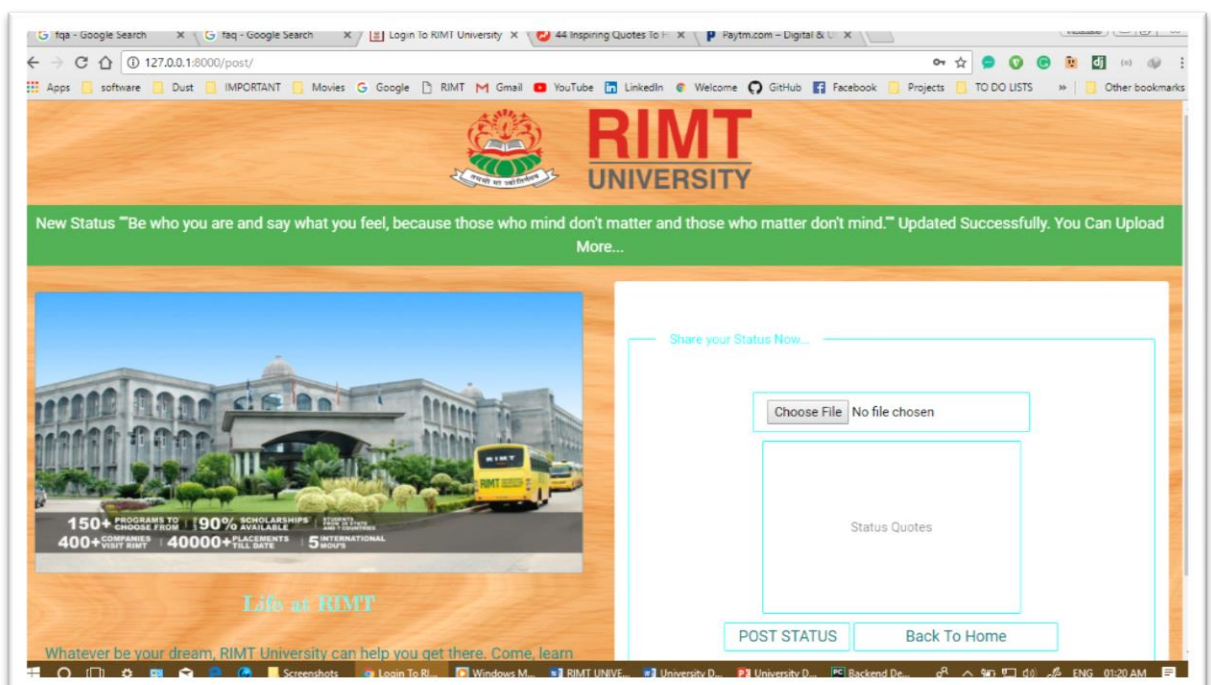 fqa - Google Search
faq - Google Search
Login To RIMT University
44 Inspiring Quotes To
Paytm.com – Digital &
127.0.0.1:8000/post/
Apps software Dust IMPORTANT Movies Google RIMT Gmail YouTube LinkedIn Welcome GitHub Facebook Projects TO DO LISTS » Other bookmarks
RIMT
UNIVERSITY
New Status ""Be who you are and say what you feel, because those who mind don't matter and those who matter don't mind."" Updated Successfully. You Can Upload
More...
RIMT
RIMT
150+ PROGRAMS TO CHOOSE FROM 90% SCHOLARSHIPS AVAILABLE
400+ COMPANIES VISIT RIMT 40000+ PLACEMENTS TILL DATE 5 INTERNATIONAL MOU'S
Life at RIMT
Whatever be your dream, RIMT University can help you get there. Come, learn
Share your Status Now...
Choose File No file chosen
Status Quotes
POST STATUS Back To Home
Screenshots Login To RI... Windows M... RIMT UNIVE... University D... University D... Backend De... ENG 01:20 AM